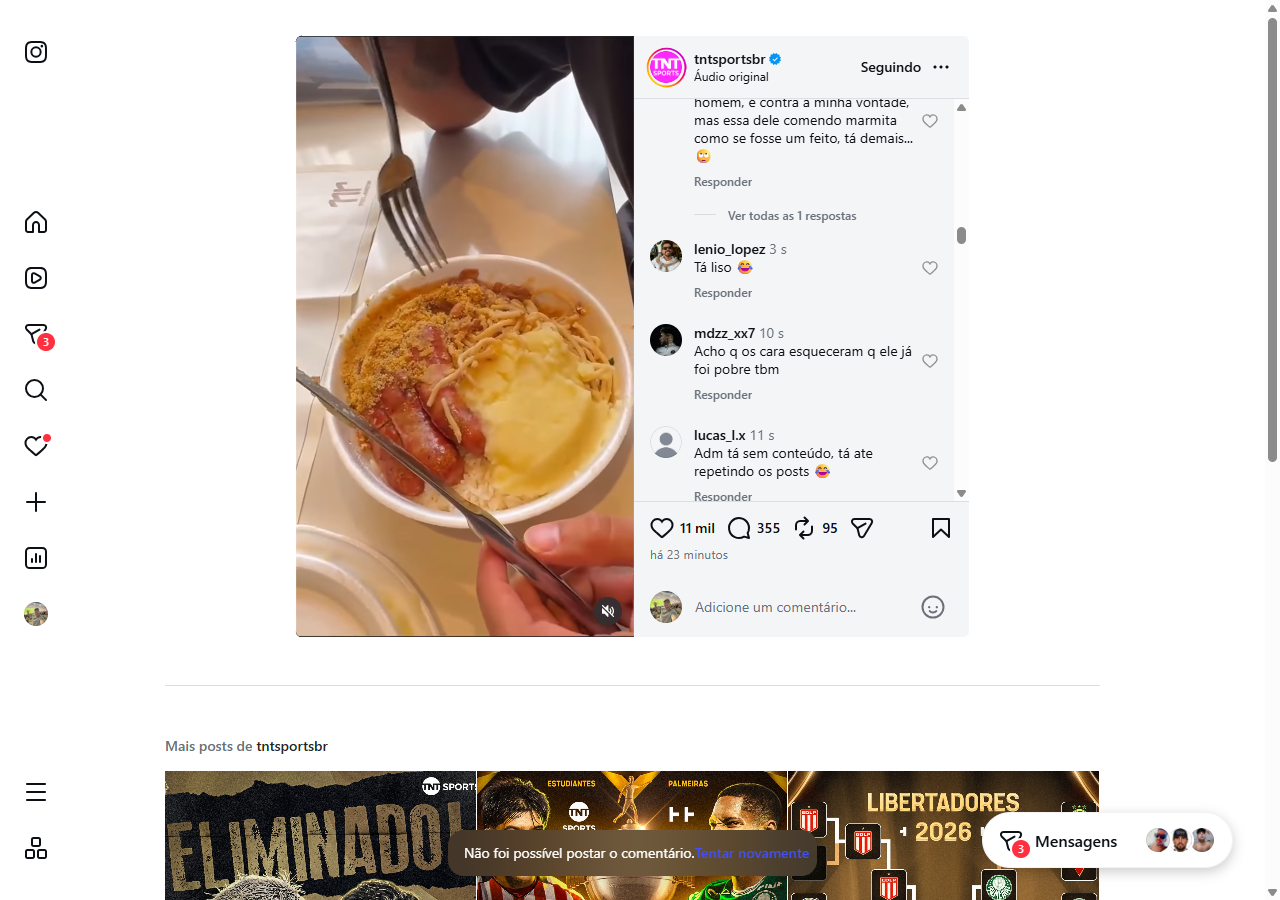 TNT SPORTS
tntsportsbr
Áudio original
Seguindo
homem, é contra a minha vontade,
mas essa dele comendo marmita
como se fosse um feito, tá demais...
🙄
Responder
Ver todas as 1 respostas
lenio_lopez 3 s
Tá liso 😂
Responder
mdzz_xx7 10 s
Acho q os cara esqueceram q ele já
foi pobre tbm
Responder
lucas_l.x 11 s
Adm tá sem conteúdo, tá ate
repetindo os posts 😂
Responder
11 mil 355 95
há 23 minutos
Adicione um comentário...
3
Mais posts de tntsportsbr
TNT SPORTS
ELIMINADO!
ESTUDIANTES
PALMEIRAS
TNT
SPORTS
LIBERTADORES
2026
Não foi possível postar o comentário. Tentar novamente
3
Mensagens